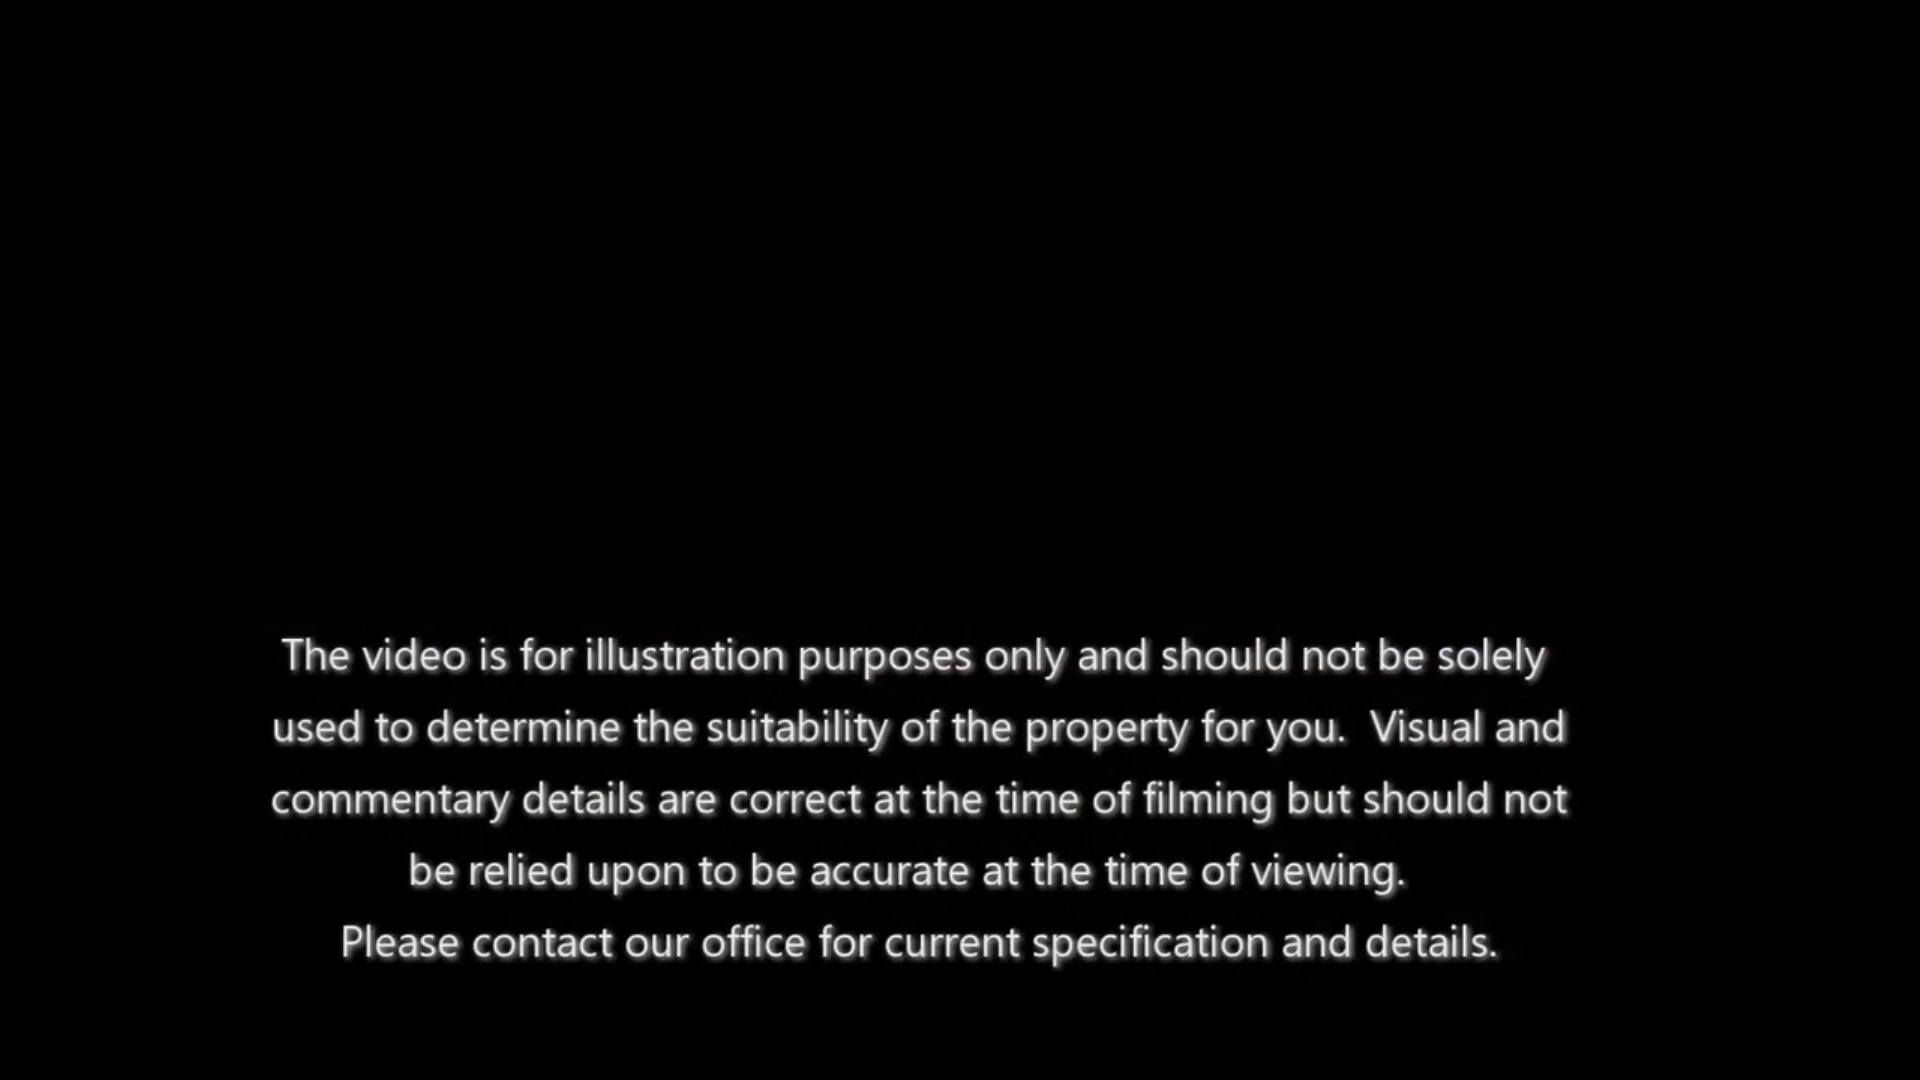 The video is for illustration purposes only and should not be solely
used to determine the suitability of the property for you.  Visual and
commentary details are correct at the time of filming but should not
be relied upon to be accurate at the time of viewing.
Please contact our office for current specification and details.